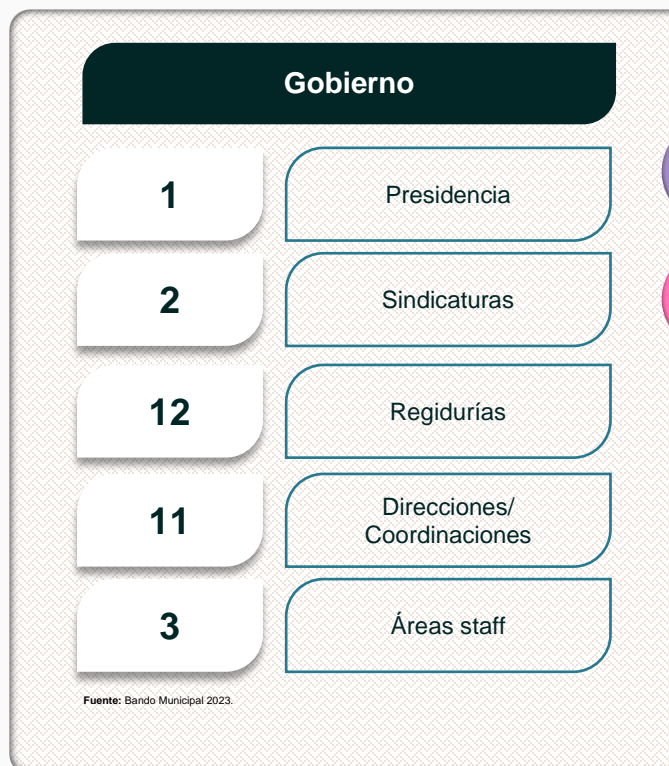 Gobierno
1
Presidencia
2
Sindicaturas
12
Regidurías
11
Direcciones/
Coordinaciones
3
Áreas staff
Fuente: Bando Municipal 2023.